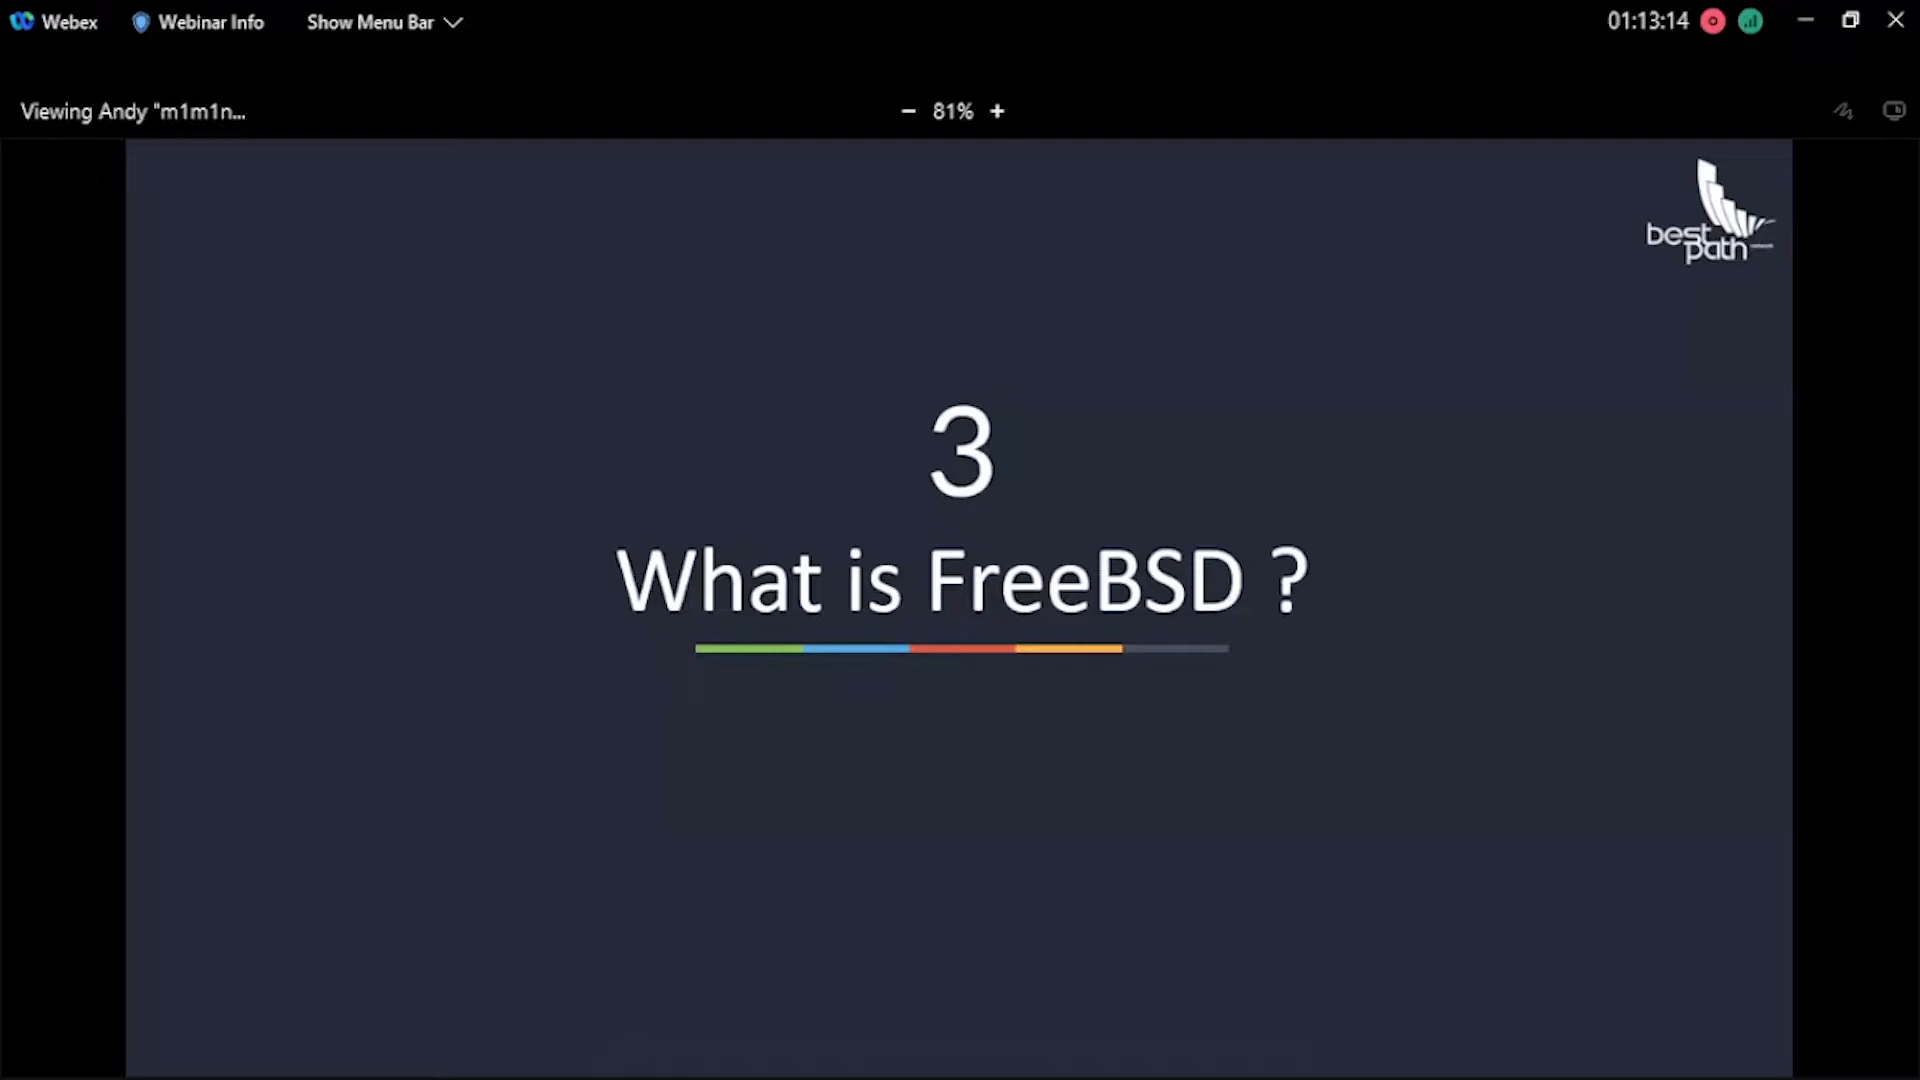 Webex
Webinar Info
Show Menu Bar
01:13:14
Viewing Andy "m1m1n...
− 81% +
best
path
3
What is FreeBSD ?